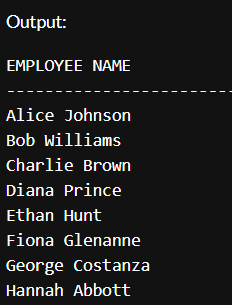 Output:
EMPLOYEE NAME
-------------------------
Alice Johnson
Bob Williams
Charlie Brown
Diana Prince
Ethan Hunt
Fiona Glenanne
George Costanza
Hannah Abbott